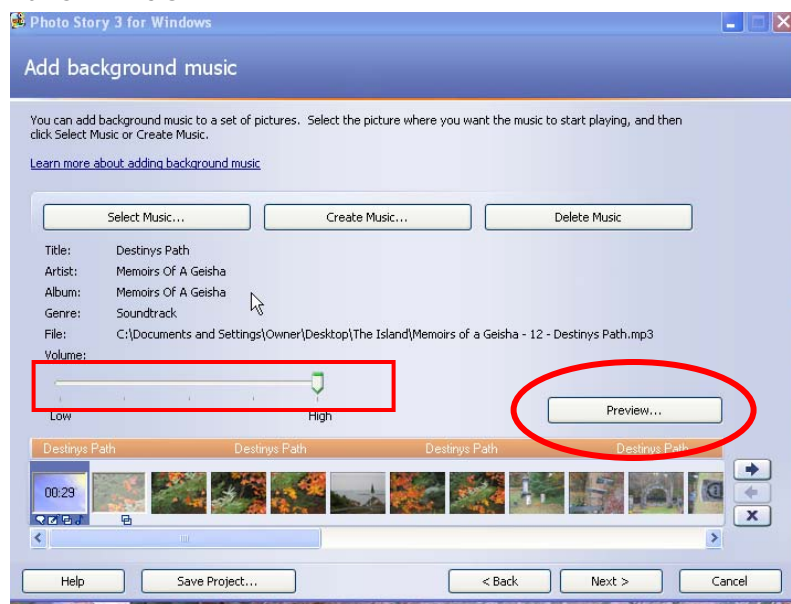 Photo Story 3 for Windows
Add background music
You can add background music to a set of pictures. Select the picture where you want the music to start playing, and then
click Select Music or Create Music.
Learn more about adding background music
Select Music... Create Music... Delete Music
Title: Destinys Path
Artist: Memoirs Of A Geisha
Album: Memoirs Of A Geisha
Genre: Soundtrack
File: C:\Documents and Settings\Owner\Desktop\The Island\Memoirs of a Geisha - 12 - Destinys Path.mp3
Volume:
Low High Preview...
Destinys Path Destinys Path Destinys Path Destinys Path
00:29
Help Save Project... < Back Next > Cancel